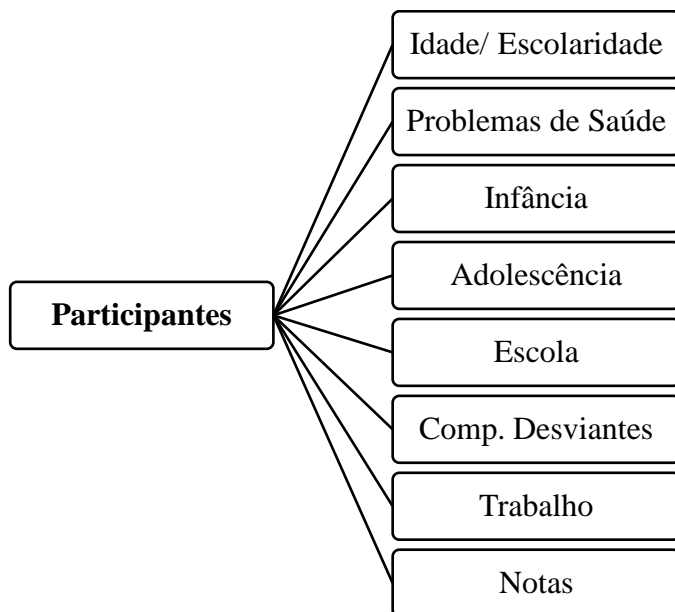 Idade/ Escolaridade
Problemas de Saúde
Infância
Adolescência
Participantes
Escola
Comp. Desviantes
Trabalho
Notas